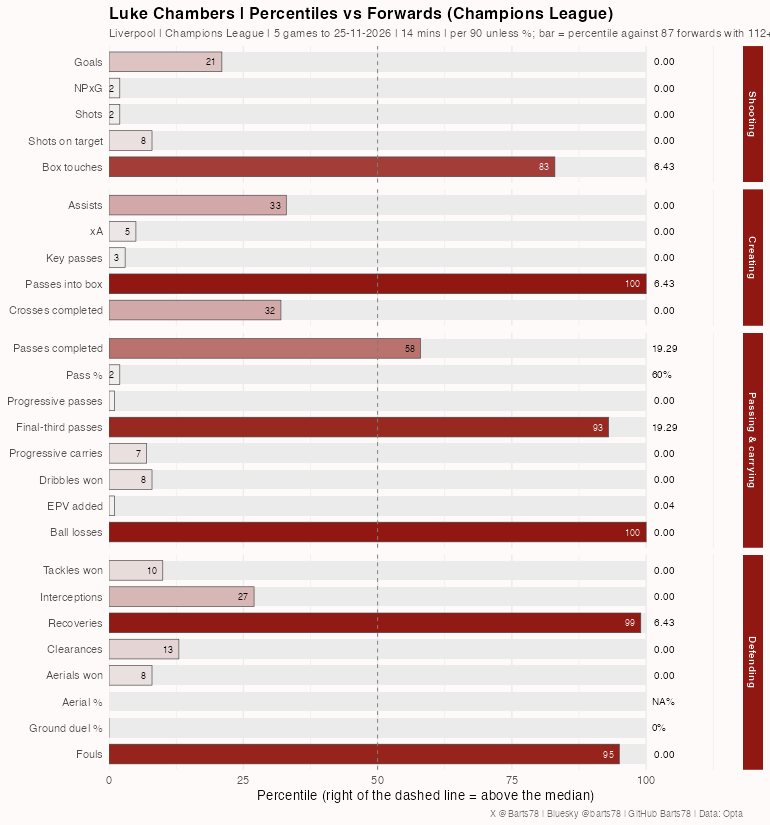 Luke Chambers | Percentiles vs Forwards (Champions League)
Liverpool | Champions League | 5 games to 25-11-2026 | 14 mins | per 90 unless %; bar = percentile against 87 forwards with 112+
Goals 21 0.00
NPxG 2 0.00
Shots 2 0.00
Shots on target 8 0.00
Box touches 83 6.43
Shooting
Assists 33 0.00
xA 5 0.00
Key passes 3 0.00
Passes into box 100 6.43
Crosses completed 32 0.00
Creating
Passes completed 58 19.29
Pass % 2 60%
Progressive passes 0.00
Final-third passes 93 19.29
Progressive carries 7 0.00
Dribbles won 8 0.00
EPV added 0.04
Ball losses 100 0.00
Passing & carrying
Tackles won 10 0.00
Interceptions 27 0.00
Recoveries 99 6.43
Clearances 13 0.00
Aerials won 8 0.00
Aerial % NA%
Ground duel % 0%
Fouls 95 0.00
Defending
0 25 50 75 100
Percentile (right of the dashed line = above the median)
X @Barts78 | Bluesky @barts78 | GitHub Barts78 | Data: Opta